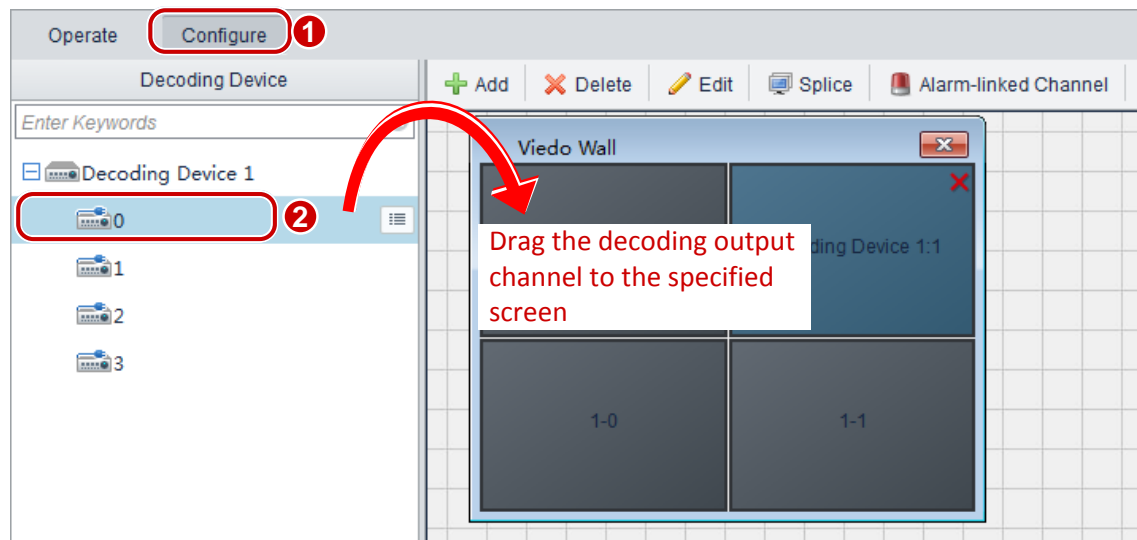 Operate
Configure
1
Decoding Device
Add
Delete
Edit
Splice
Alarm-linked Channel
Enter Keywords
Viedo Wall
Decoding Device 1
0
2
1
2
3
Drag the decoding output
channel to the specified
screen
ding Device 1:1
1-0
1-1